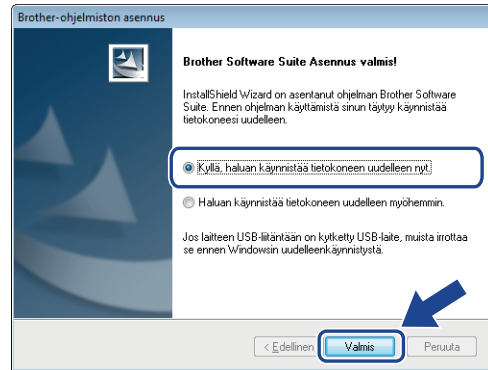 Brother-ohjelmiston asennus
Brother Software Suite Asennus valmis!
InstallShield Wizard on asentanut ohjelman Brother Software
Suite. Ennen ohjelman käyttämistä sinun täytyy käynnistää
tietokoneesi uudelleen.
Kyllä, haluan käynnistää tietokoneen uudelleen nyt.
Haluan käynnistää tietokoneen uudelleen myöhemmin.
Jos laitteen USB-liitäntään on kytketty USB-laite, muista irrottaa
se ennen Windowsin uudelleenkäynnistystä.
< Edellinen Valmis Peruuta